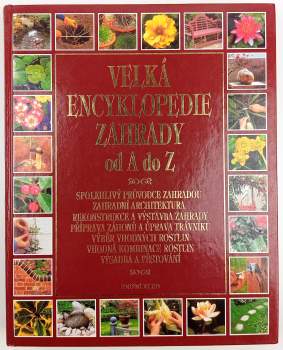 VELKÁ
ENCYKLOPEDIE
ZAHRADY
od A do Z
SPOLEHLIVÝ PRŮVODCE ZAHRADOU
ZAHRADNÍ ARCHITEKTURA
REKONSTRUKCE A VÝSTAVBA ZAHRADY
PŘÍPRAVA ZÁHONŮ A ÚPRAVA TRÁVNÍKU
VÝBĚR VHODNÝCH ROSTLIN
VHODNÁ KOMBINACE ROSTLIN
VÝSADBA A PĚSTOVÁNÍ